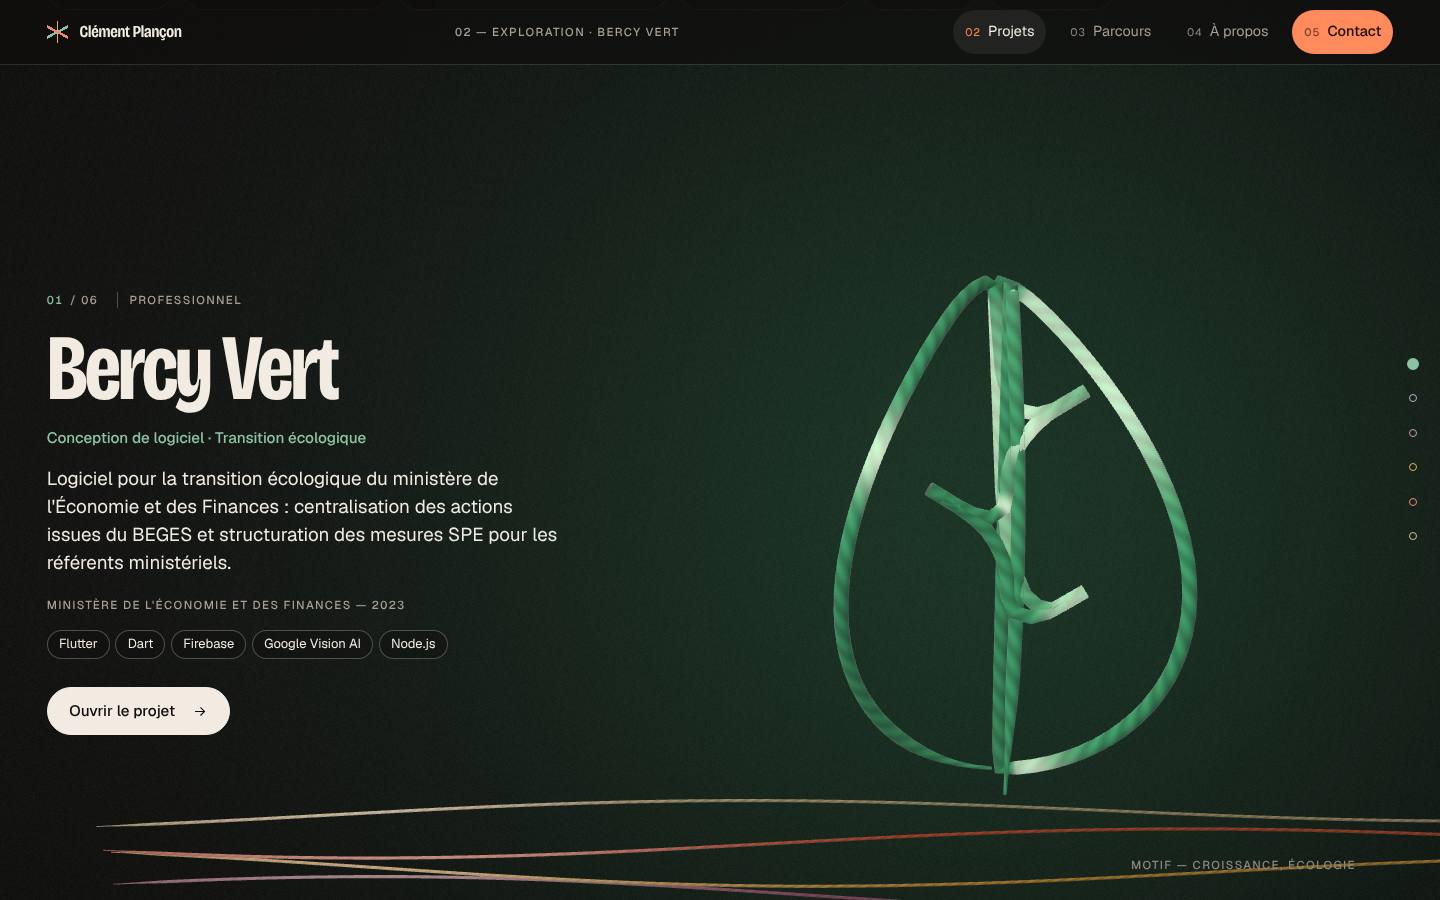 Clément Plançon
02 — EXPLORATION · BERCY VERT
02 Projets
03 Parcours
04 À propos
05 Contact
01 / 06
PROFESSIONNEL
Bercy Vert
Conception de logiciel · Transition écologique
Logiciel pour la transition écologique du ministère de
l'Économie et des Finances : centralisation des actions
issues du BEGES et structuration des mesures SPE pour les
référents ministériels.
MINISTÈRE DE L'ÉCONOMIE ET DES FINANCES — 2023
Flutter
Dart
Firebase
Google Vision AI
Node.js
Ouvrir le projet →
MOTIF — CROISSANCE, ÉCOLOGIE